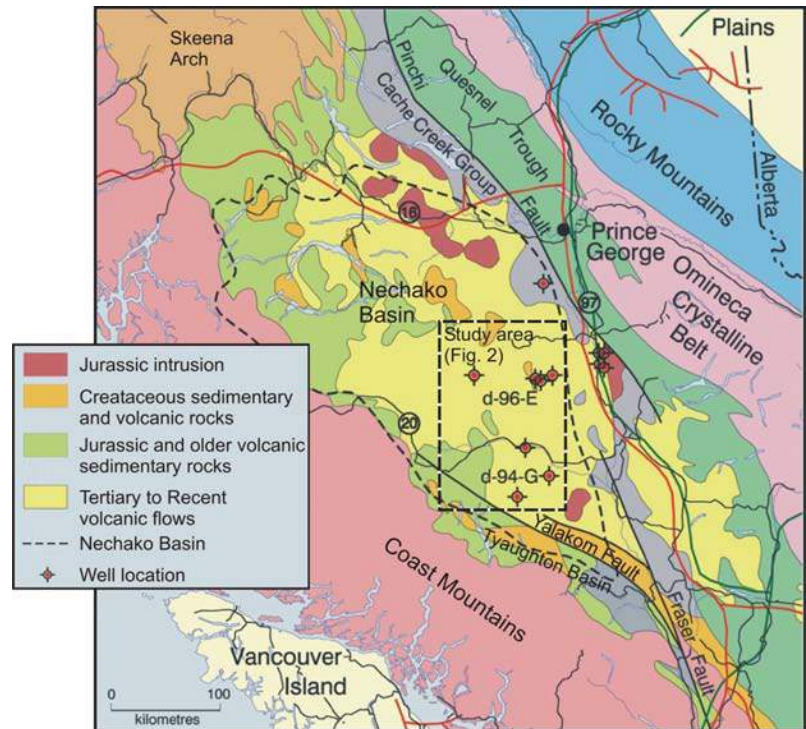 Skeena
Arch
Plains
Pinchi
Quesnel
Trough
Cache Creek Group
Fault
Rocky Mountains
Alberta
16
Prince
George
Omineca
Crystalline
Belt
97
Nechako
Basin
Study area
(Fig. 2)
d-96-E
20
d-94-G
Yalakom Fault
Tyaughton Basin
Fraser
Fault
Coast Mountains
Vancouver
Island
0 100
kilometres
Jurassic intrusion
Creataceous sedimentary
and volcanic rocks
Jurassic and older volcanic
sedimentary rocks
Tertiary to Recent
volcanic flows
Nechako Basin
Well location